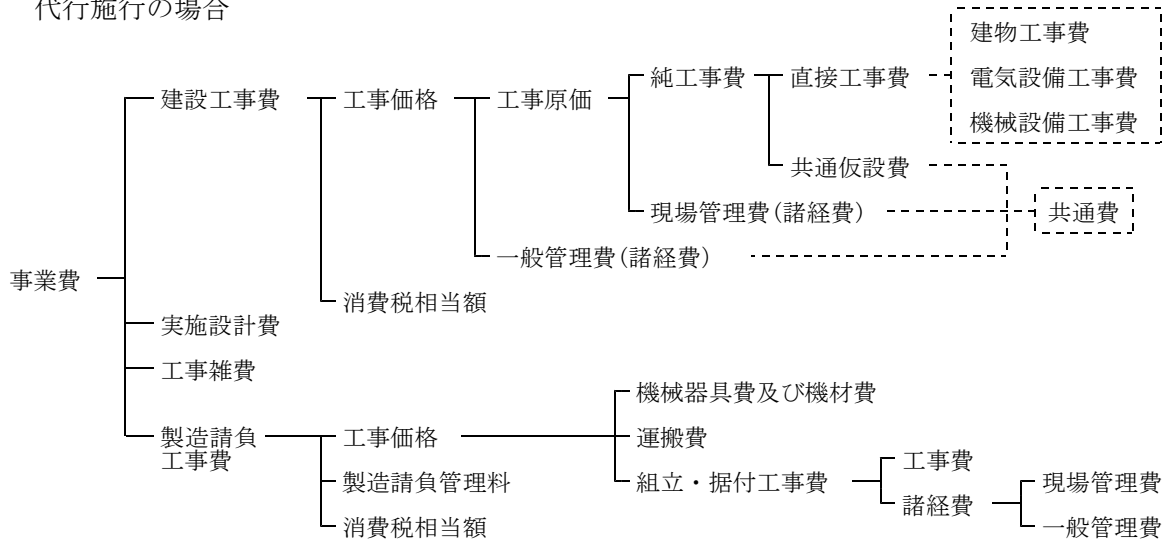 代行施行の場合
建物工事費
純工事費
直接工事費
電気設備工事費
建設工事費
工事価格
工事原価
機械設備工事費
共通仮設費
現場管理費(諸経費)
共通費
一般管理費(諸経費)
事業費
消費税相当額
実施設計費
工事雑費
機械器具費及び機材費
製造請負
工事費
工事価格
運搬費
工事費
製造請負管理料
組立・据付工事費
諸経費
現場管理費
消費税相当額
一般管理費